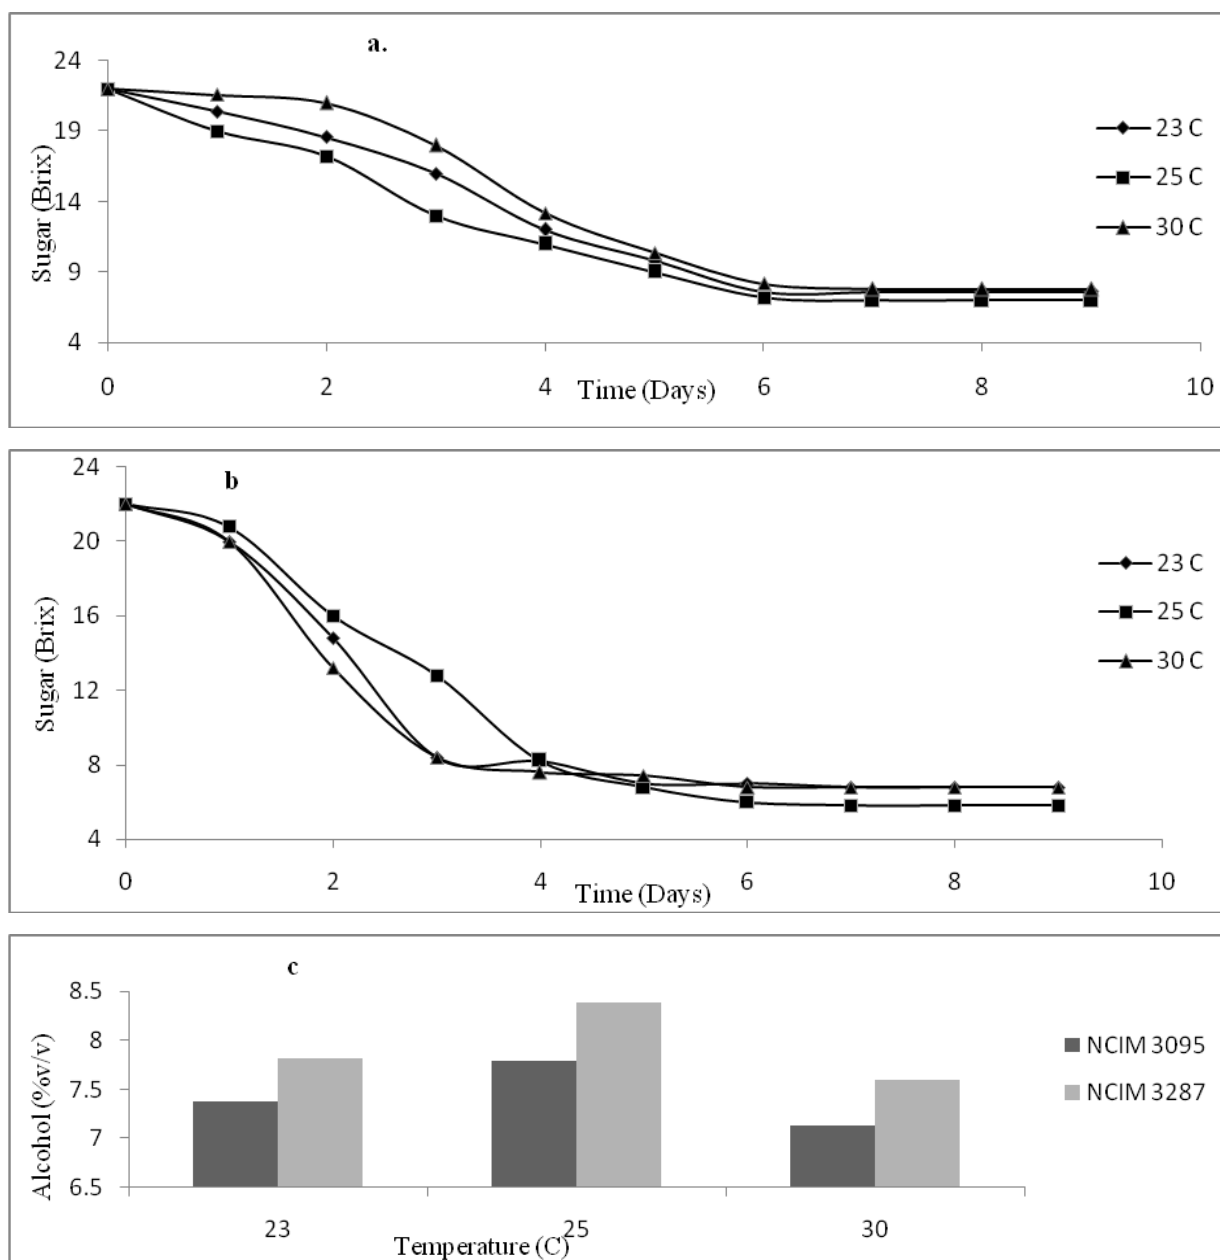 a.
24
19
14
9
4
Sugar (Brix)
0 2 4 6 8 10
Time (Days)
23 C
25 C
30 C
b
24
20
16
12
8
4
Sugar (Brix)
0 2 4 6 8 10
Time (Days)
23 C
25 C
30 C
c
8.5
8
7.5
7
6.5
Alcohol (%v/v)
23 25 30
Temperature (C)
NCIM 3095
NCIM 3287